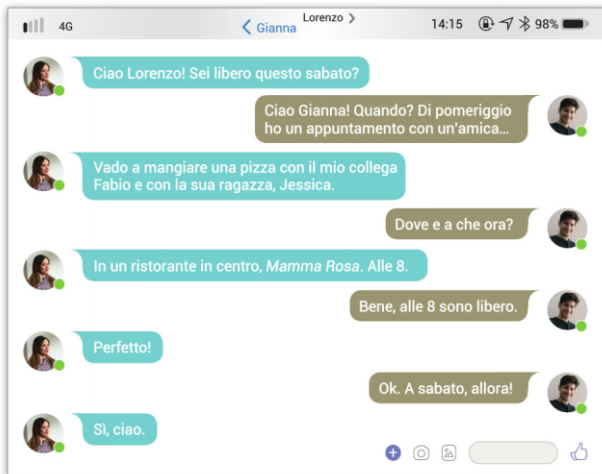 4G
Gianna
Lorenzo
14:15
98%
Ciao Lorenzo! Sei libero questo sabato?
Ciao Gianna! Quando? Di pomeriggio
ho un appuntamento con un'amica...
Vado a mangiare una pizza con il mio collega
Fabio e con la sua ragazza, Jessica.
Dove e a che ora?
In un ristorante in centro, Mamma Rosa. Alle 8.
Bene, alle 8 sono libero.
Perfetto!
Ok. A sabato, allora!
Sì, ciao.